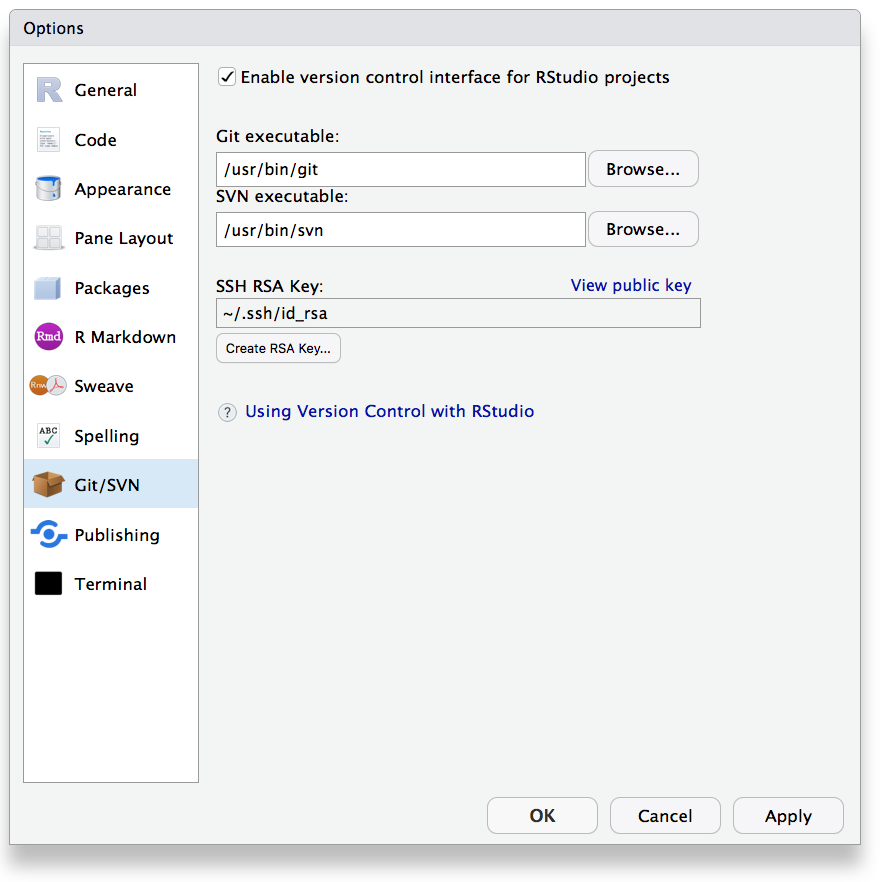 Options
General
Code
Appearance
Pane Layout
Packages
Rmd R Markdown
Rnw Sweave
ABC Spelling
Git/SVN
Publishing
Terminal
Enable version control interface for RStudio projects
Git executable:
/usr/bin/git Browse...
SVN executable:
/usr/bin/svn Browse...
SSH RSA Key: View public key
~/.ssh/id_rsa
Create RSA Key...
? Using Version Control with RStudio
OK Cancel Apply